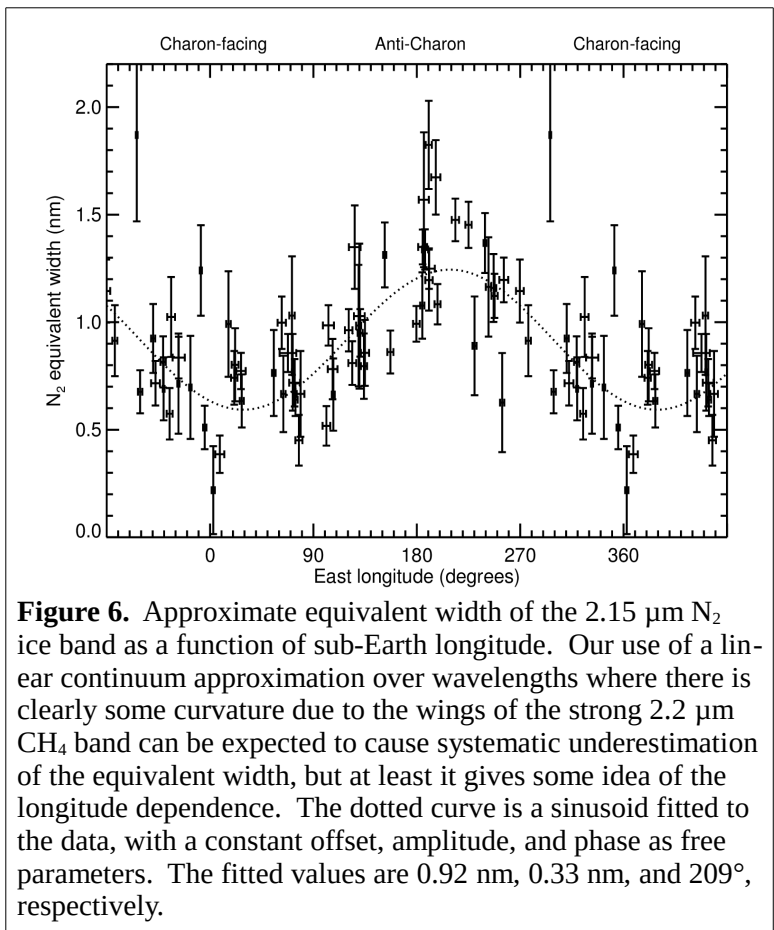 Charon-facing Anti-Charon Charon-facing
2.0
1.5
1.0
0.5
0.0
N₂ equivalent width (nm)
0 90 180 270 360
East longitude (degrees)
Figure 6. Approximate equivalent width of the 2.15 µm N₂
ice band as a function of sub-Earth longitude. Our use of a lin-
ear continuum approximation over wavelengths where there is
clearly some curvature due to the wings of the strong 2.2 µm
CH₄ band can be expected to cause systematic underestimation
of the equivalent width, but at least it gives some idea of the
longitude dependence. The dotted curve is a sinusoid fitted to
the data, with a constant offset, amplitude, and phase as free
parameters. The fitted values are 0.92 nm, 0.33 nm, and 209°,
respectively.